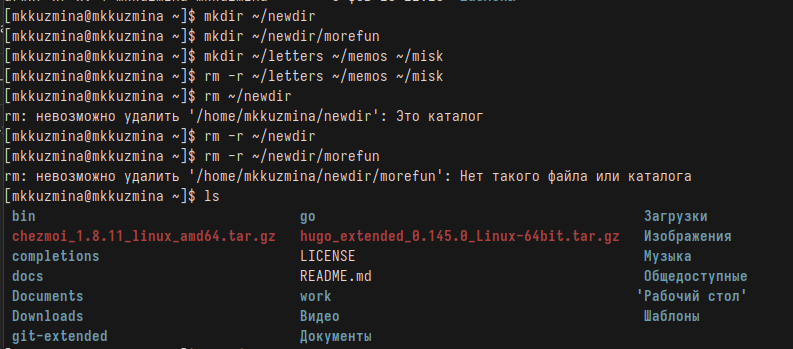 [mkkuzmina@mkkuzmina ~]$ mkdir ~/newdir
[mkkuzmina@mkkuzmina ~]$ mkdir ~/newdir/morefun
[mkkuzmina@mkkuzmina ~]$ mkdir ~/letters ~/memos ~/misk
[mkkuzmina@mkkuzmina ~]$ rm -r ~/letters ~/memos ~/misk
[mkkuzmina@mkkuzmina ~]$ rm ~/newdir
rm: невозможно удалить '/home/mkkuzmina/newdir': Это каталог
[mkkuzmina@mkkuzmina ~]$ rm -r ~/newdir
[mkkuzmina@mkkuzmina ~]$ rm -r ~/newdir/morefun
rm: невозможно удалить '/home/mkkuzmina/newdir/morefun': Нет такого файла или каталога
[mkkuzmina@mkkuzmina ~]$ ls
bin go Загрузки
chezmoi_1.8.11_linux_amd64.tar.gz hugo_extended_0.145.0_Linux-64bit.tar.gz Изображения
completions LICENSE Музыка
docs README.md Общедоступные
Documents work 'Рабочий стол'
Downloads Видео Шаблоны
git-extended Документы